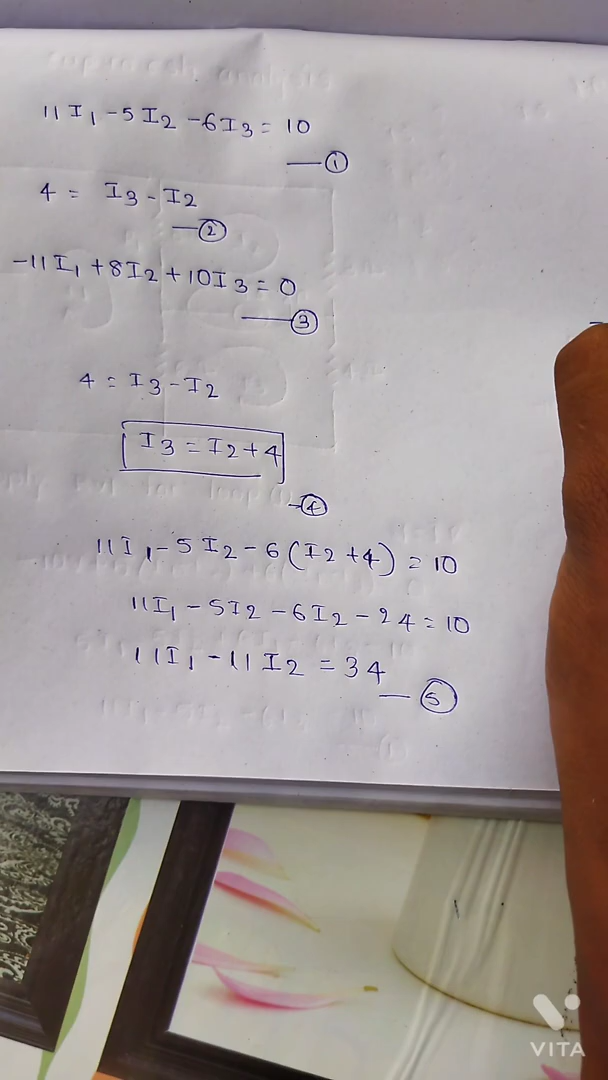 11I1 - 5I2 - 6I3 = 10
— ①
4 = I3 - I2
— ②
-11I1 + 8I2 + 10I3 = 0
— ③
4 = I3 - I2
I3 = I2 + 4
— ④
11I1 - 5I2 - 6(I2 + 4) = 10
11I1 - 5I2 - 6I2 - 24 = 10
11I1 - 11I2 = 34
— ⑤
VITA